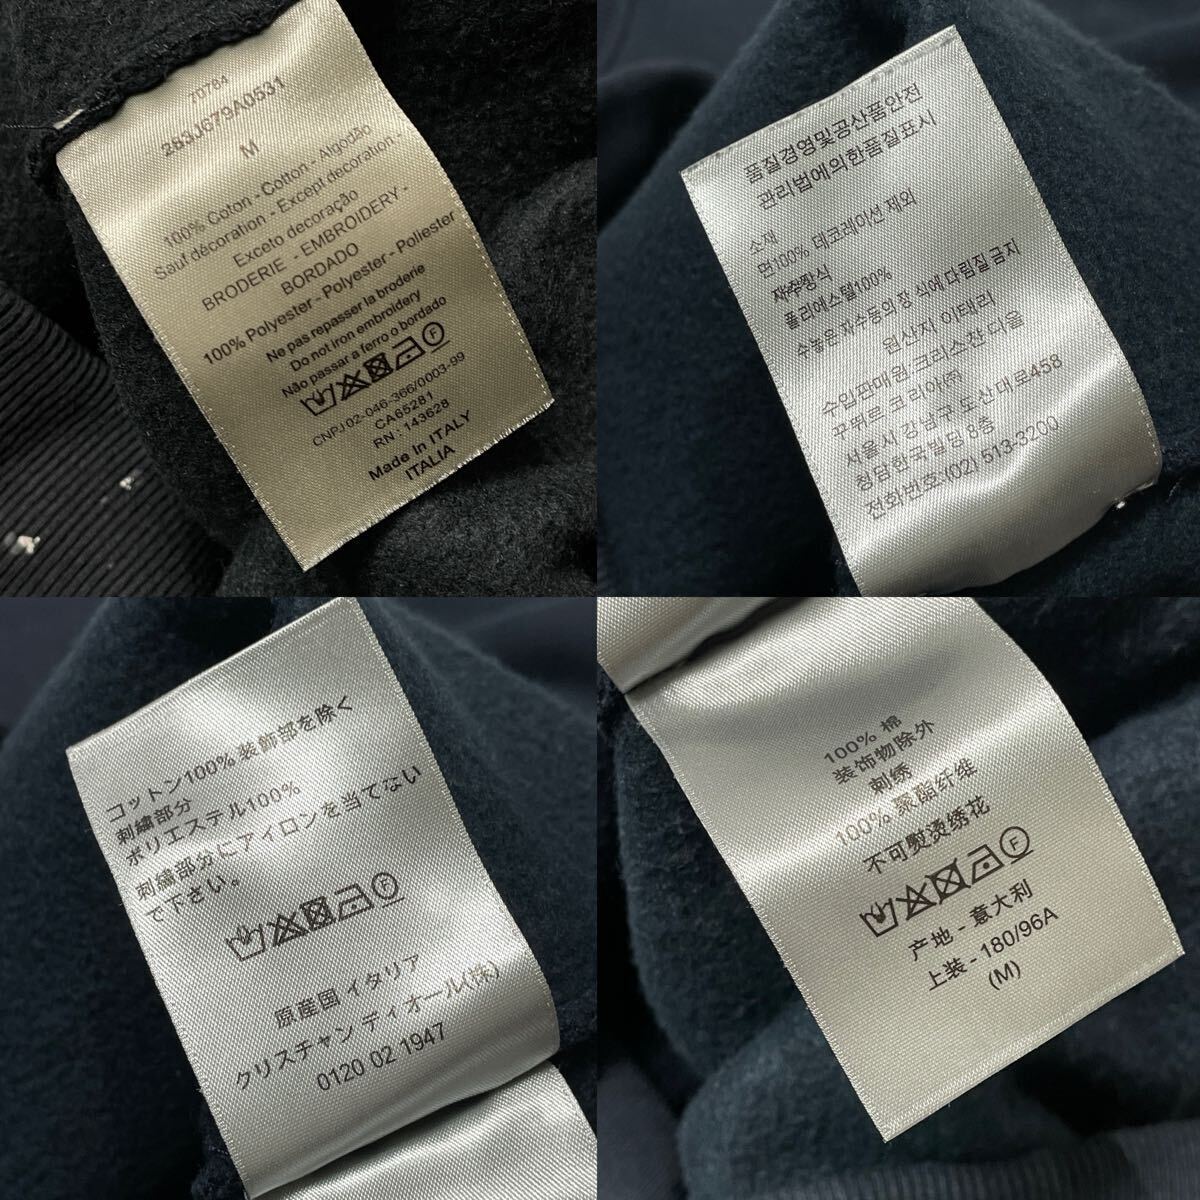 70764
283J679A0531
M
100% Coton - Cotton - Algodão
Sauf décoration - Except decoration -
Exceto decoração
BRODERIE - EMBROIDERY -
BORDADO
100% Polyester - Polyester - Poliester
Ne pas repasser la broderie
Do not iron embroidery
Não passar a ferro o bordado
F
CNPJ 02-046-366/0003-99
CA65281
RN : 143628
Made in ITALY
ITALIA
품질경영및공산품안전
관리법에의한품질표시
소재
면100% 데코레이션 제외
자수장식
폴리에스텔100%
수놓은 자수등의 장 식에 다림질 금지
원산지 이태리
수입판매원:크리스챤 디올
꾸뛰르 코리아(주)
서울시 강남구 도산대로458
청담한국빌딩 8층
전화번호:(02) 513-3200
コットン100% 装飾部を除く
刺繍部分
ポリエステル100%
刺繍部分にアイロンを当てない
で下さい。
F
原産国 イタリア
クリスチャン ディオール(株)
0120 02 1947
100% 棉
装饰物除外
刺绣
100% 聚酯纤维
不可熨烫绣花
F
产地 - 意大利
上装 - 180/96A
(M)